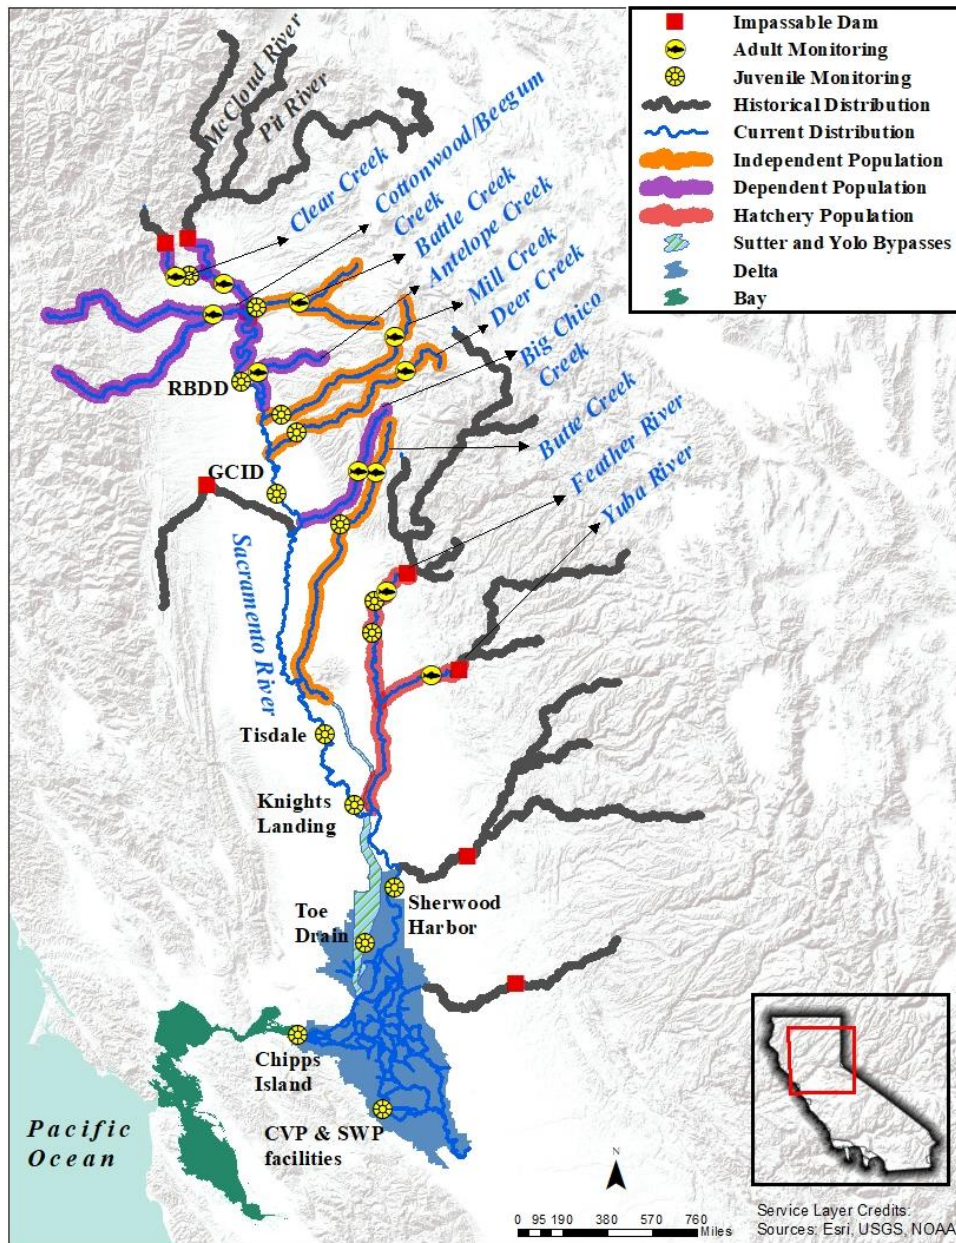 Impassable Dam
Adult Monitoring
Juvenile Monitoring
Historical Distribution
Current Distribution
Independent Population
Dependent Population
Hatchery Population
Sutter and Yolo Bypasses
Delta
Bay
McCloud River
Pit River
Clear Creek
Cottonwood/Beegum
Creek
Battle Creek
Antelope Creek
Mill Creek
Deer Creek
Big Chico
Creek
Butte Creek
Feather River
Yuba River
RBDD
GCID
Sacramento River
Tisdale
Knights
Landing
Sherwood
Harbor
Toe
Drain
Chipps
Island
CVP & SWP
facilities
Pacific
Ocean
N
0 95 190 380 570 760
Miles
Service Layer Credits:
Sources: Esri, USGS, NOAA